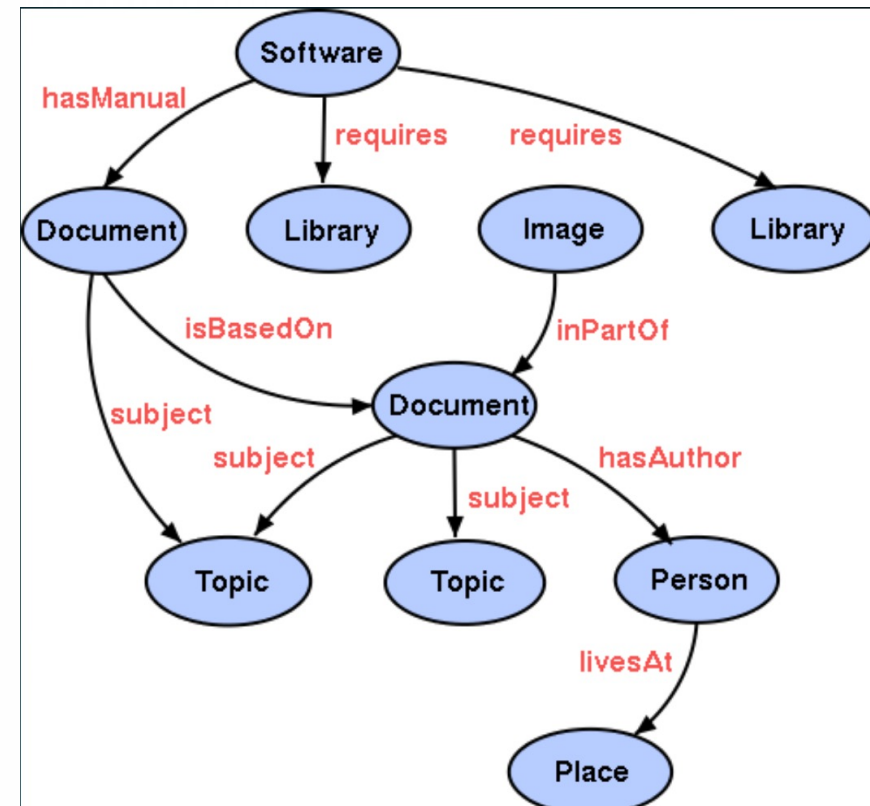 Software
hasManual
requires
requires
Document
Library
Image
Library
isBasedOn
inPartOf
Document
subject
subject
hasAuthor
subject
Topic
Topic
Person
livesAt
Place